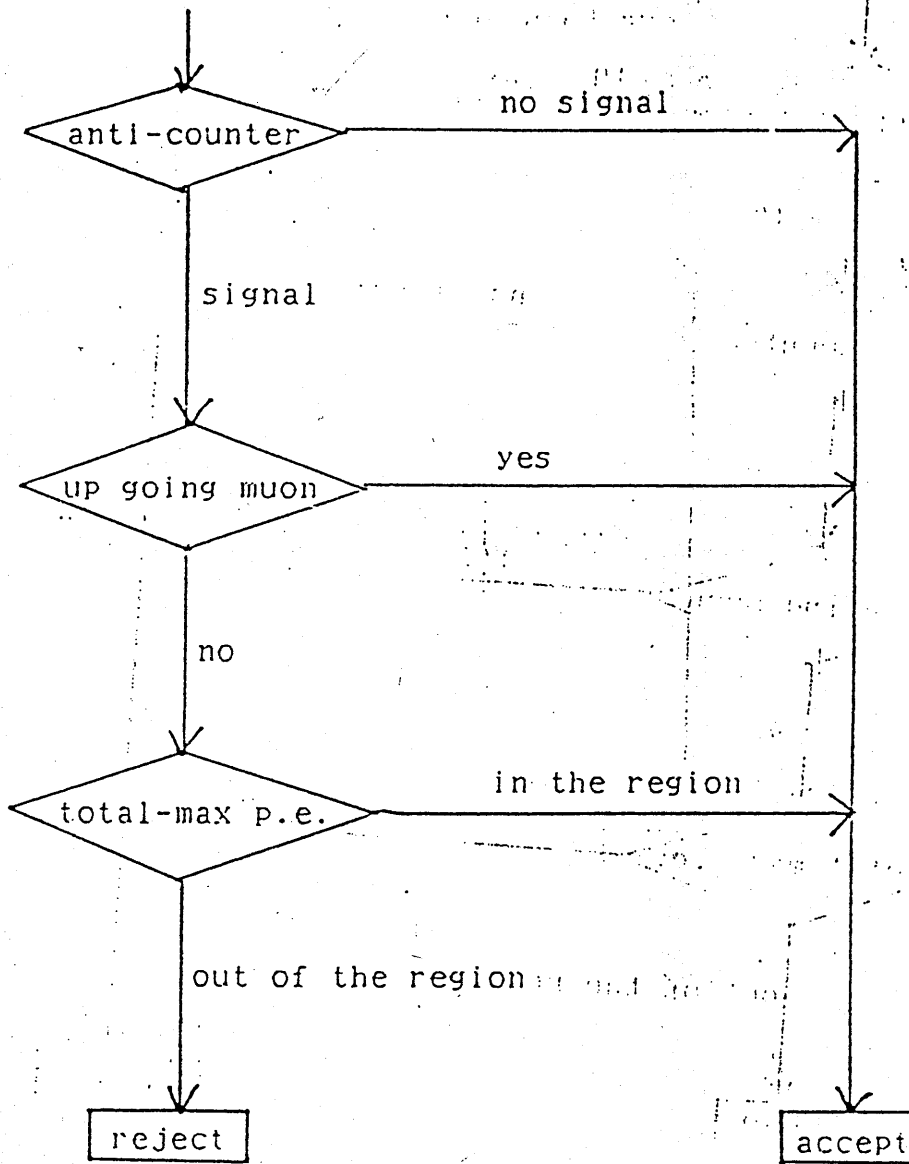 no signal
anti-counter
signal
yes
up going muon
no
in the region
total-max p.e.
out of the region
reject
accept